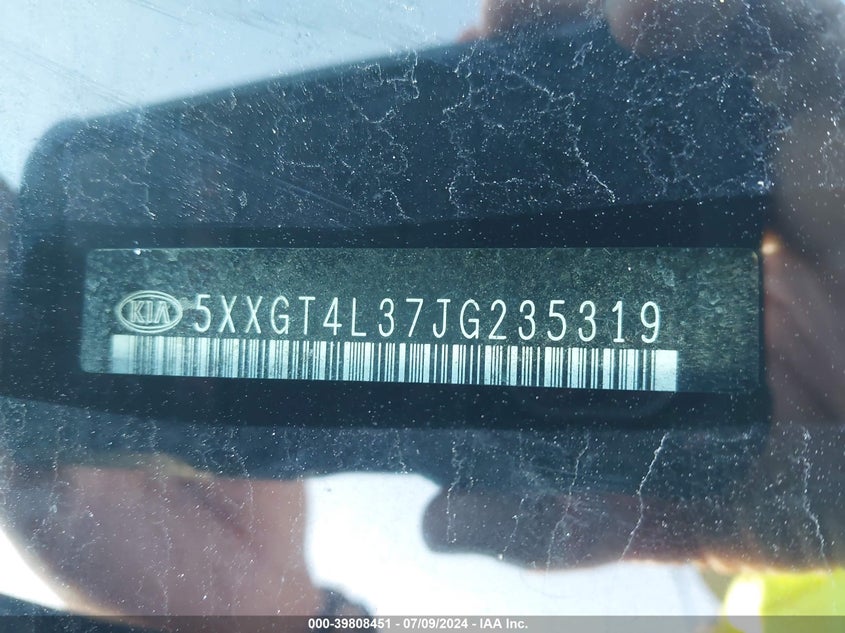 KIA 5XXGT4L37JG235319
000-39808451 - 07/09/2024 - IAA Inc.